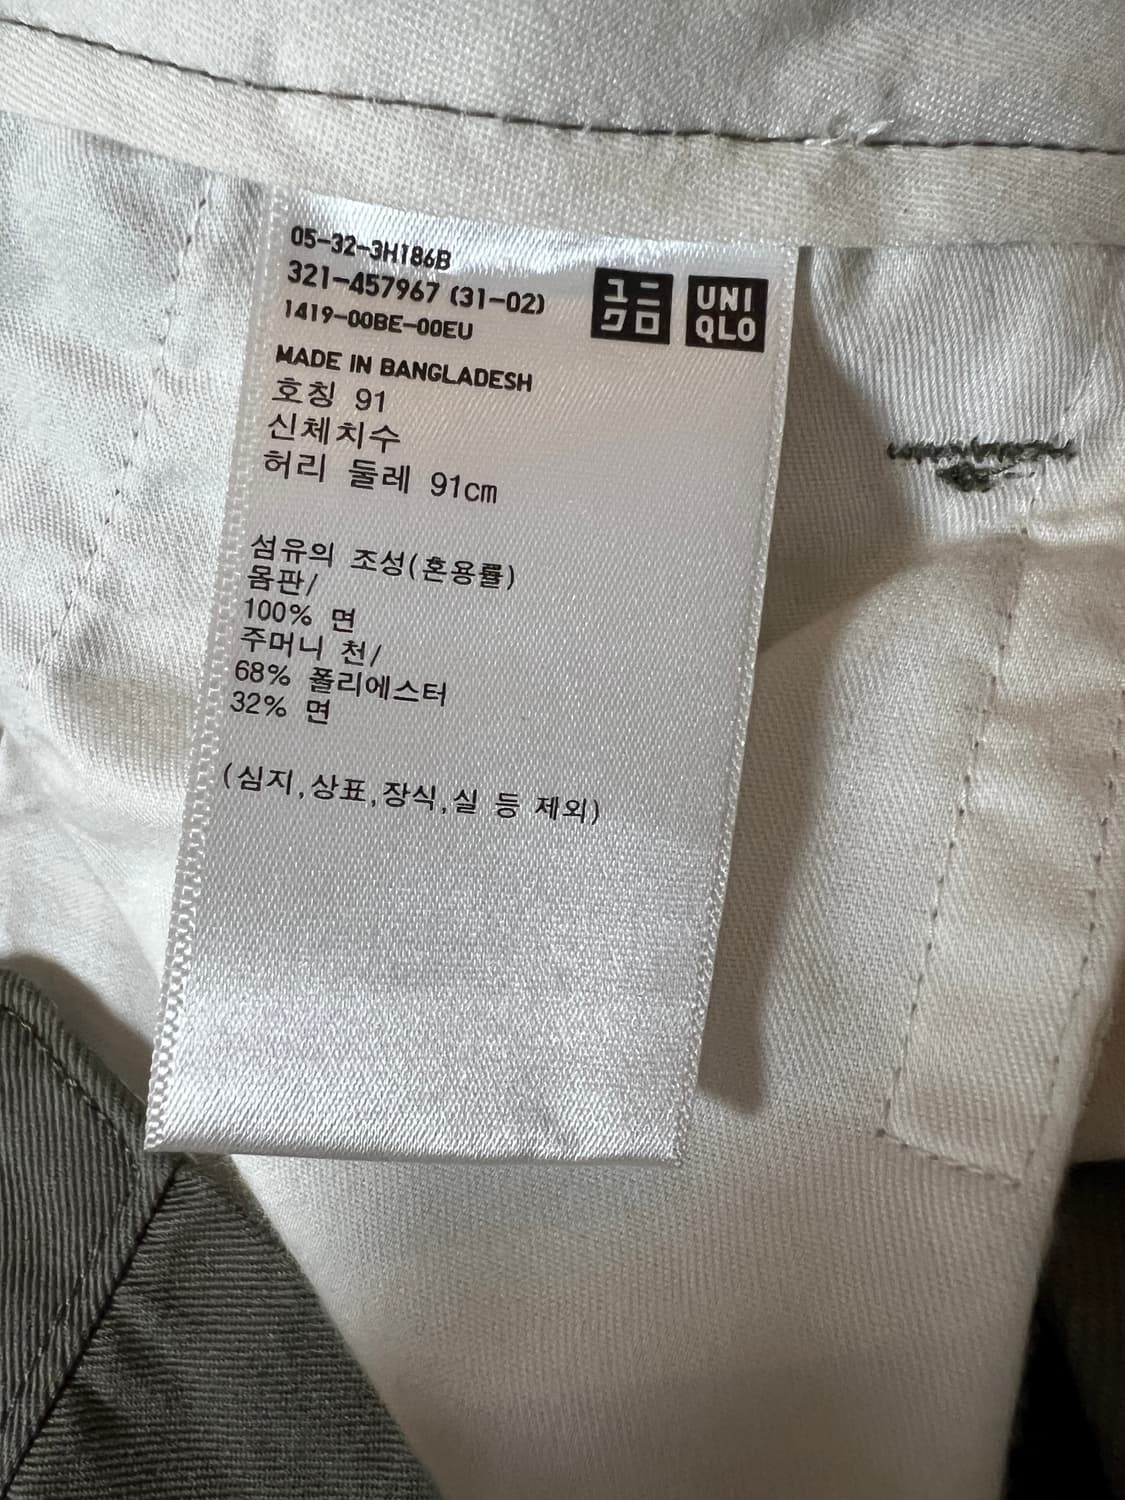 05-32-3H186B
321-457967 (31-02)
1419-00BE-00EU
ユニ
クロ
UNI
QLO
MADE IN BANGLADESH
호칭 91
신체치수
허리 둘레 91cm
섬유의 조성(혼용률)
몸판/
100% 면
주머니 천/
68% 폴리에스터
32% 면
(심지,상표,장식,실 등 제외)